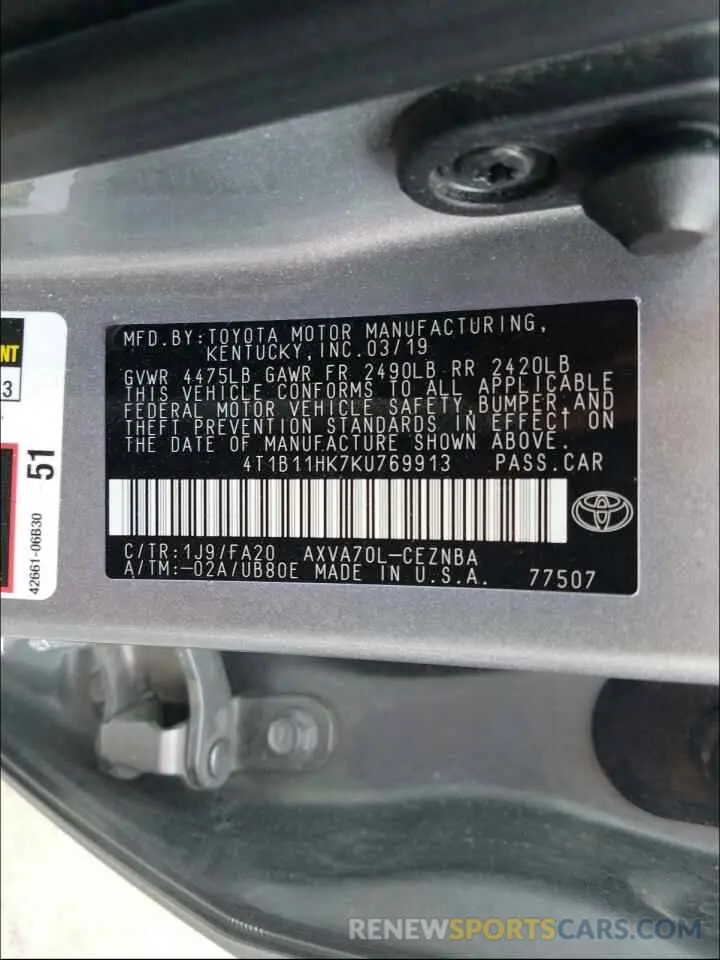 MFD.BY:TOYOTA MOTOR MANUFACTURING,
KENTUCKY,INC.03/19
GVWR 4475LB GAWR FR 2490LB RR 2420LB
THIS VEHICLE CONFORMS TO ALL APPLICABLE
FEDERAL MOTOR VEHICLE SAFETY,BUMPER,AND
THEFT PREVENTION STANDARDS IN EFFECT ON
THE DATE OF MANUFACTURE SHOWN ABOVE.
4T1B11HK7KU769913 PASS.CAR
C/TR:1J9/FA20 AXVA70L-CEZNBA
A/TM:-02A/UB80E MADE IN U.S.A. 77507
51
42661-06B30
RENEWSPORTSCARS.COM